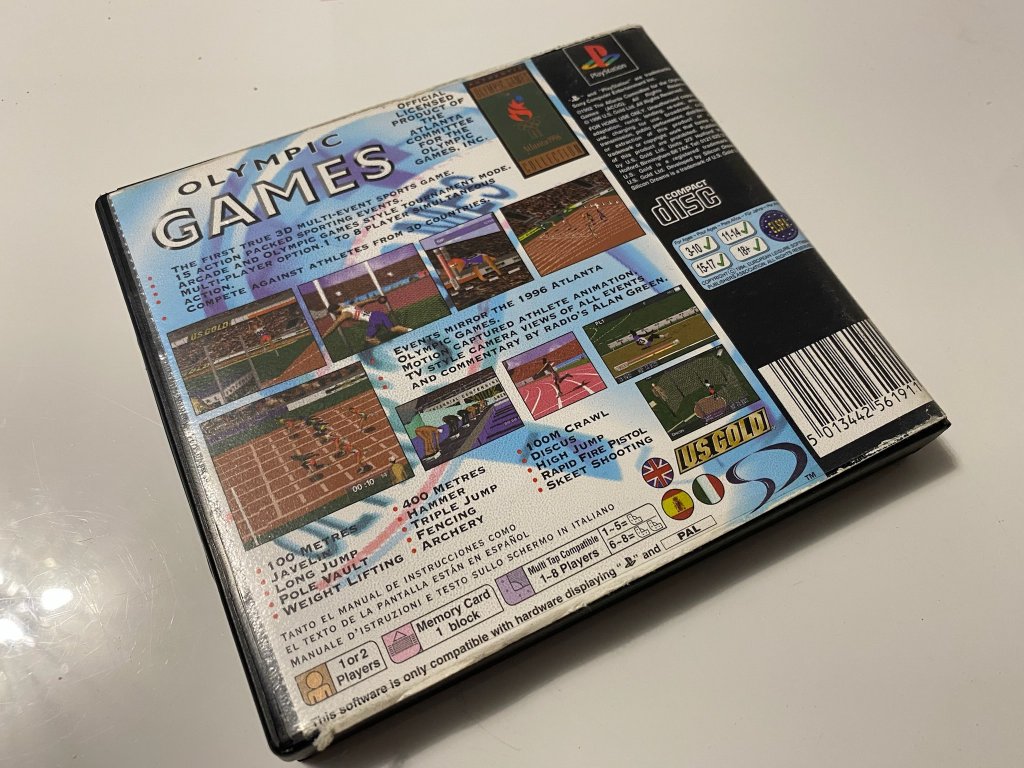 OLYMPIC
GAMES
OFFICIAL
LICENSED
PRODUCT OF
THE
ATLANTA
COMMITTEE
FOR THE
OLYMPIC
GAMES, INC.
Atlanta 1996
THE FIRST TRUE 3D MULTI-EVENT SPORTS GAME.
15 ACTION PACKED SPORTING EVENTS.
ARCADE AND OLYMPIC GAMES STYLE TOURNAMENT MODE.
MULTI-PLAYER OPTION. 1 TO 8 PLAYER SIMULTANEOUS
ACTION.
COMPETE AGAINST ATHLETES FROM 30 COUNTRIES.
US GOLD
EVENTS MIRROR THE 1996 ATLANTA
OLYMPIC GAMES.
MOTION CAPTURED ATHLETE ANIMATION.
TV STYLE CAMERA VIEWS OF ALL EVENTS
AND COMMENTARY BY RADIO'S ALAN GREEN.
00:10
100 METRES
JAVELIN
LONG JUMP
POLE VAULT
WEIGHT LIFTING
400 METRES
HAMMER
TRIPLE JUMP
FENCING
ARCHERY
100M CRAWL
DISCUS
HIGH JUMP
RAPID FIRE PISTOL
SKEET SHOOTING
U.S. GOLD
TM
TANTO EL MANUAL DE INSTRUCCIONES COMO
EL TEXTO DE LA PANTALLA ESTÁN EN ESPAÑOL
MANUALE D'ISTRUZIONI E TESTO SULLO SCHERMO IN ITALIANO
1 or 2
Players
Memory Card
1 block
Multi Tap Compatible
1-8 Players
1-5=
6-8=
This software is only compatible with hardware displaying " " and
PAL
PlayStation
COMPACT
disc
3-10
11-14
15-17
18+
5 013442 561911